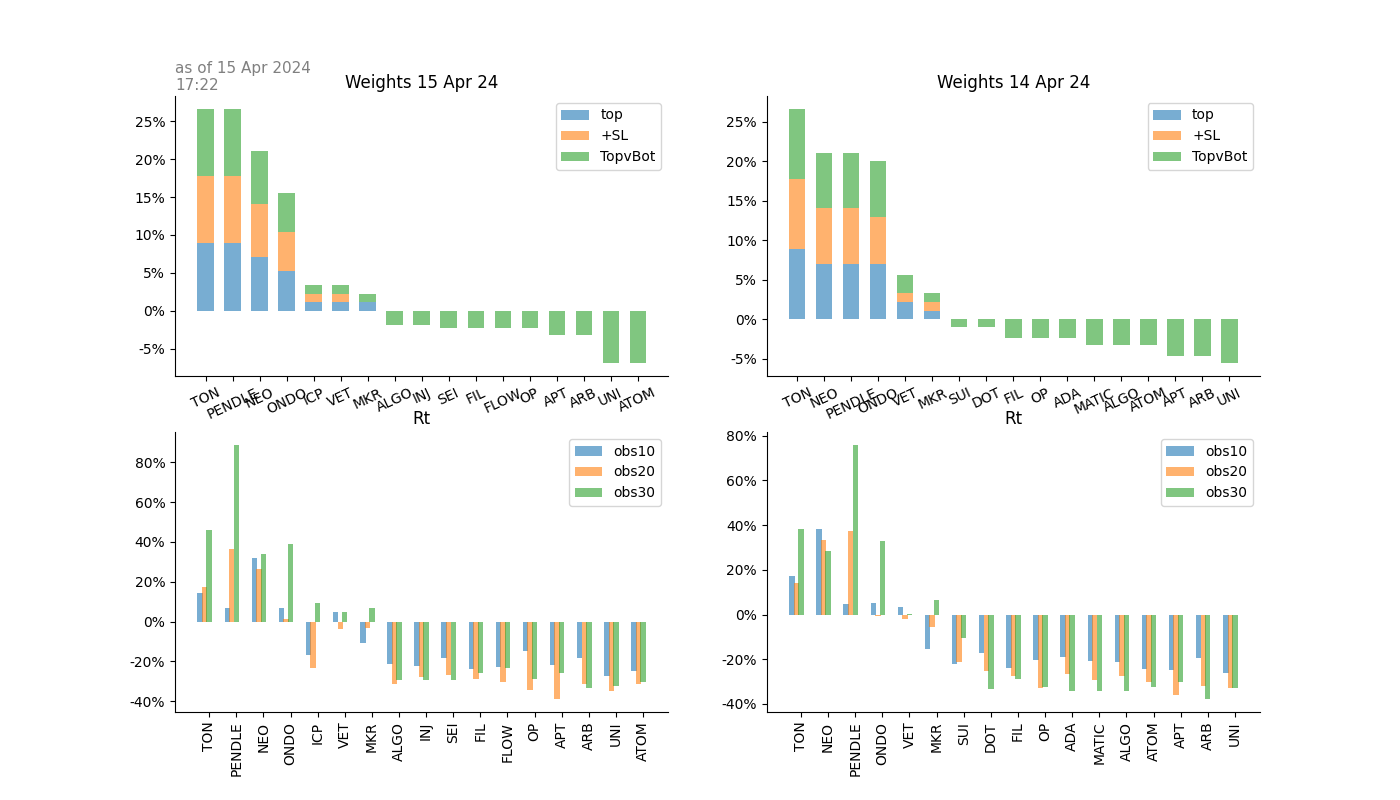 as of 15 Apr 2024
17:22
Weights 15 Apr 24
25%
20%
15%
10%
5%
0%
-5%
top
+SL
TopvBot
TON PENDLE NEO ONDO ICP VET MKR ALGO INJ SEI FIL FLOW OP APT ARB UNI ATOM
Weights 14 Apr 24
25%
20%
15%
10%
5%
0%
-5%
top
+SL
TopvBot
TON NEO PENDLE ONDO VET MKR SUI DOT FIL OP ADA MATIC ALGO ATOM APT ARB UNI
Rt
80%
60%
40%
20%
0%
-20%
-40%
obs10
obs20
obs30
TON PENDLE NEO ONDO ICP VET MKR ALGO INJ SEI FIL FLOW OP APT ARB UNI ATOM
Rt
80%
60%
40%
20%
0%
-20%
-40%
obs10
obs20
obs30
TON NEO PENDLE ONDO VET MKR SUI DOT FIL OP ADA MATIC ALGO ATOM APT ARB UNI